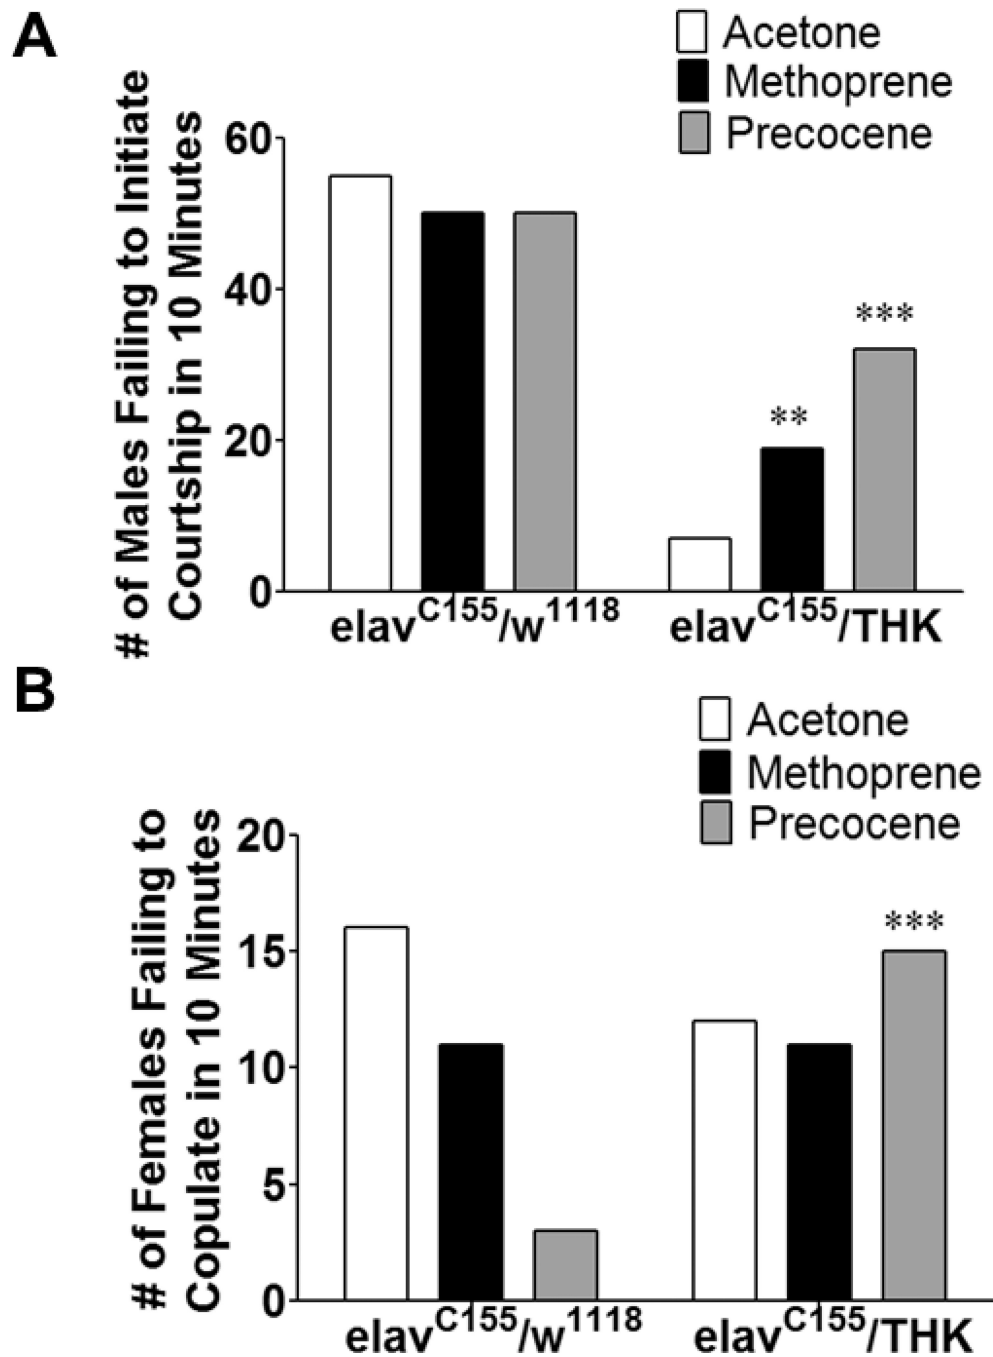 A
Acetone
Methoprene
Precocene
# of Males Failing to Initiate
Courtship in 10 Minutes
60
40
20
0
**
***
elavC155/w1118
elavC155/THK
B
Acetone
Methoprene
Precocene
# of Females Failing to
Copulate in 10 Minutes
20
15
10
5
0
***
elavC155/w1118
elavC155/THK